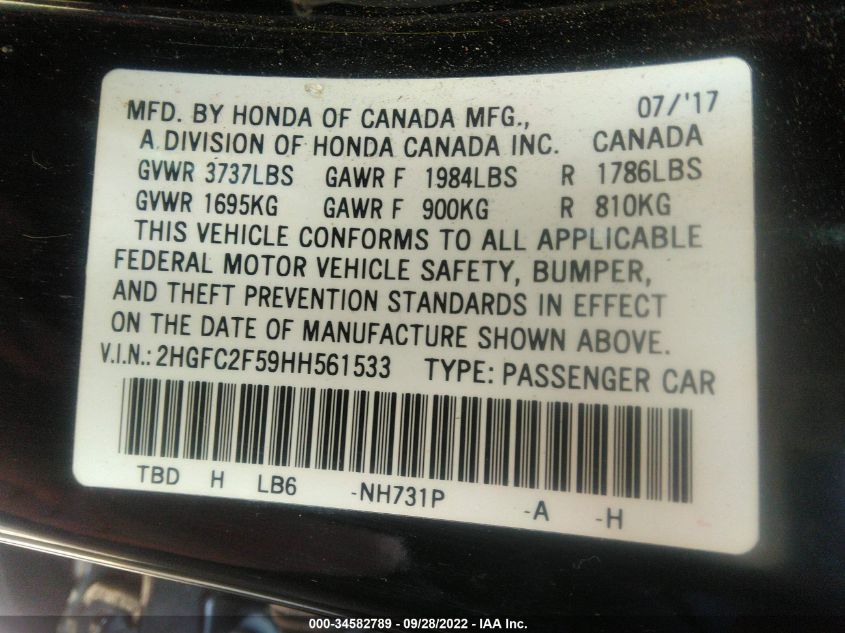 MFD. BY HONDA OF CANADA MFG., 07/'17
A DIVISION OF HONDA CANADA INC. CANADA
GVWR 3737LBS GAWR F 1984LBS R 1786LBS
GVWR 1695KG GAWR F 900KG R 810KG
THIS VEHICLE CONFORMS TO ALL APPLICABLE
FEDERAL MOTOR VEHICLE SAFETY, BUMPER,
AND THEFT PREVENTION STANDARDS IN EFFECT
ON THE DATE OF MANUFACTURE SHOWN ABOVE.
V.I.N.: 2HGFC2F59HH561533 TYPE: PASSENGER CAR
TBD H LB6 -NH731P -A -H
000-34582789 - 09/28/2022 - IAA Inc.